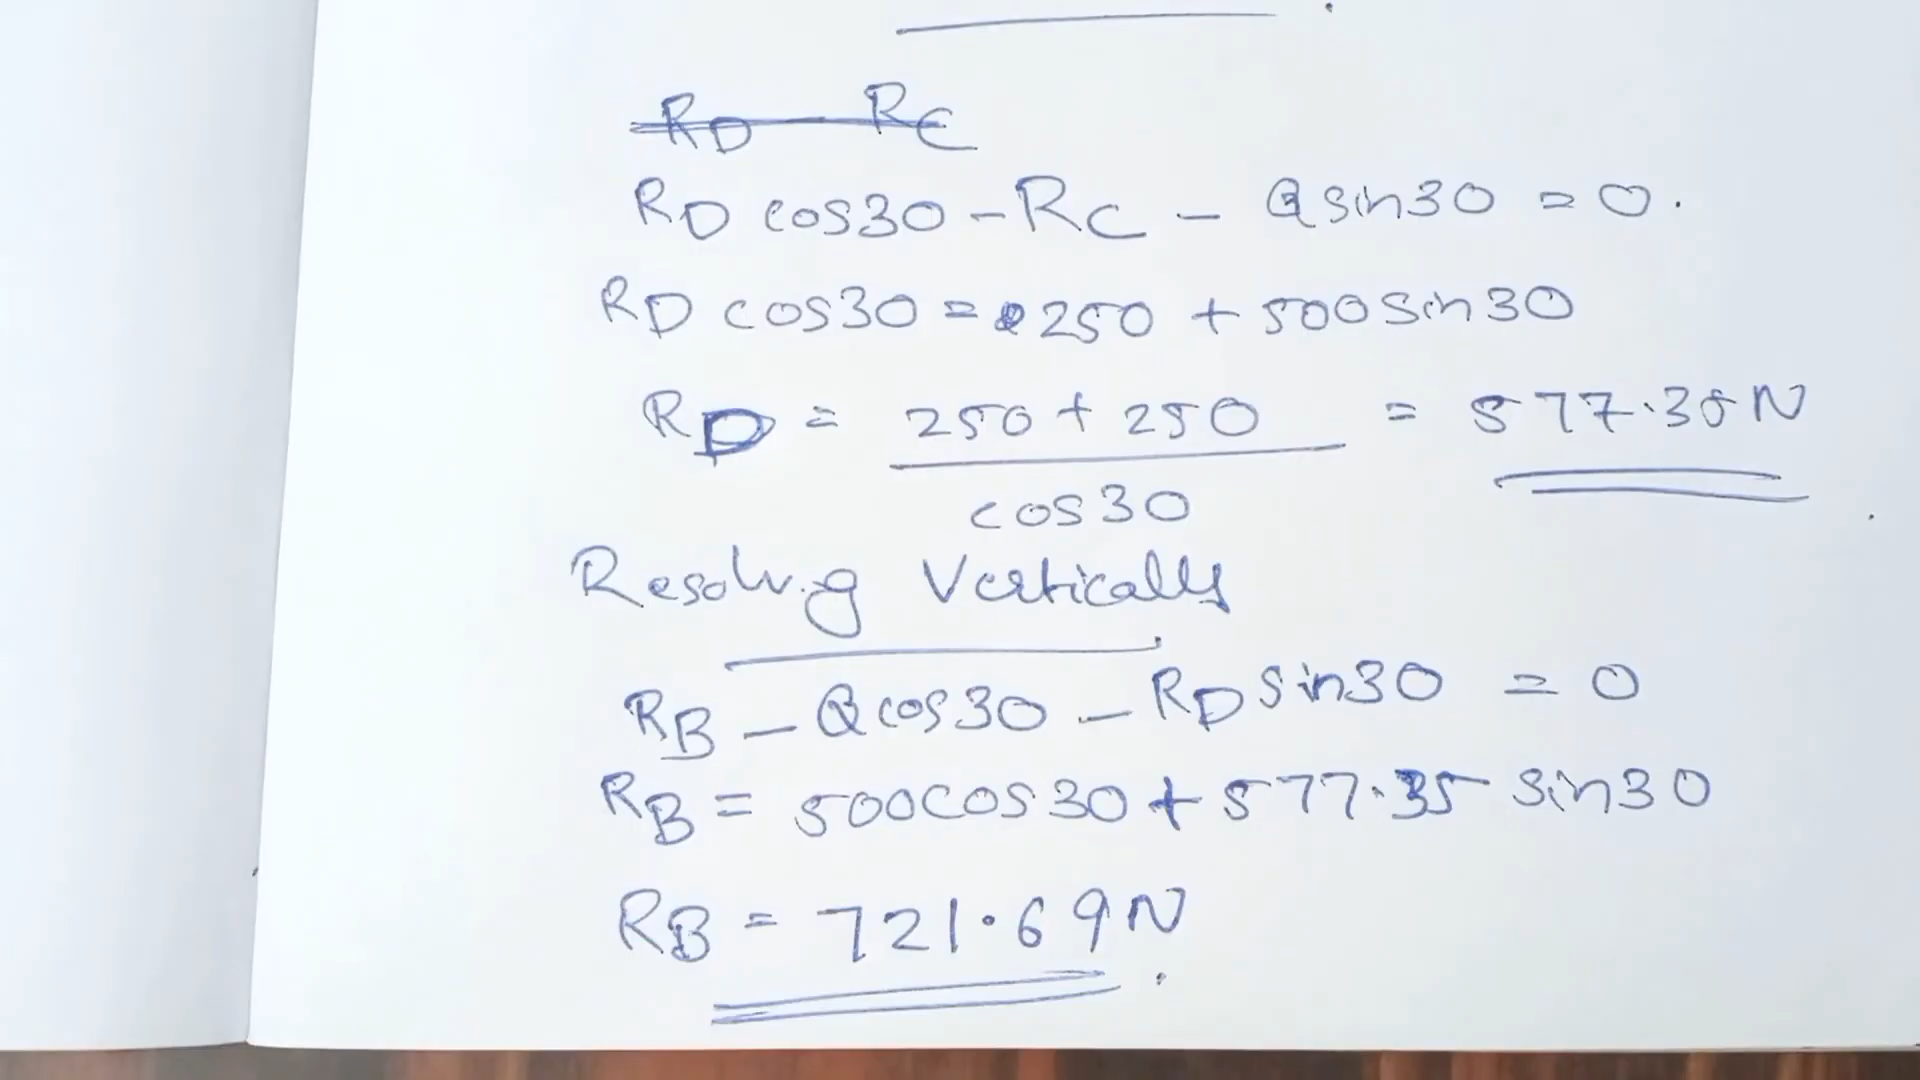 RD RC
RD cos30 - RC - Q sin30 = 0.
RD cos30 = 250 + 500 sin30
RD = 250 + 250 = 577.35N
cos30
Resolving Vertically
RB - Q cos30 - RD sin30 = 0
RB = 500 cos30 + 577.35 sin30
RB = 721.69N